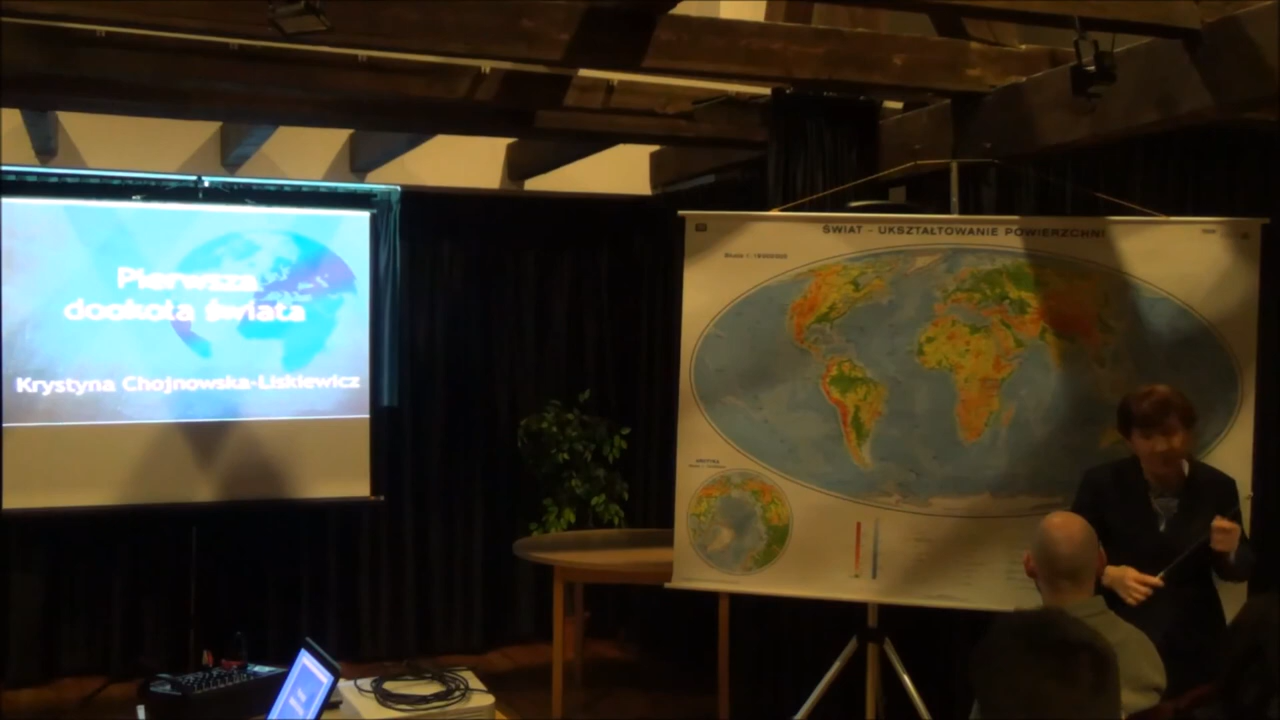 Pierwsza
dookoła świata
Krystyna Chojnowska-Liskiewicz
ŚWIAT - UKSZTAŁTOWANIE POWIERZCHNI